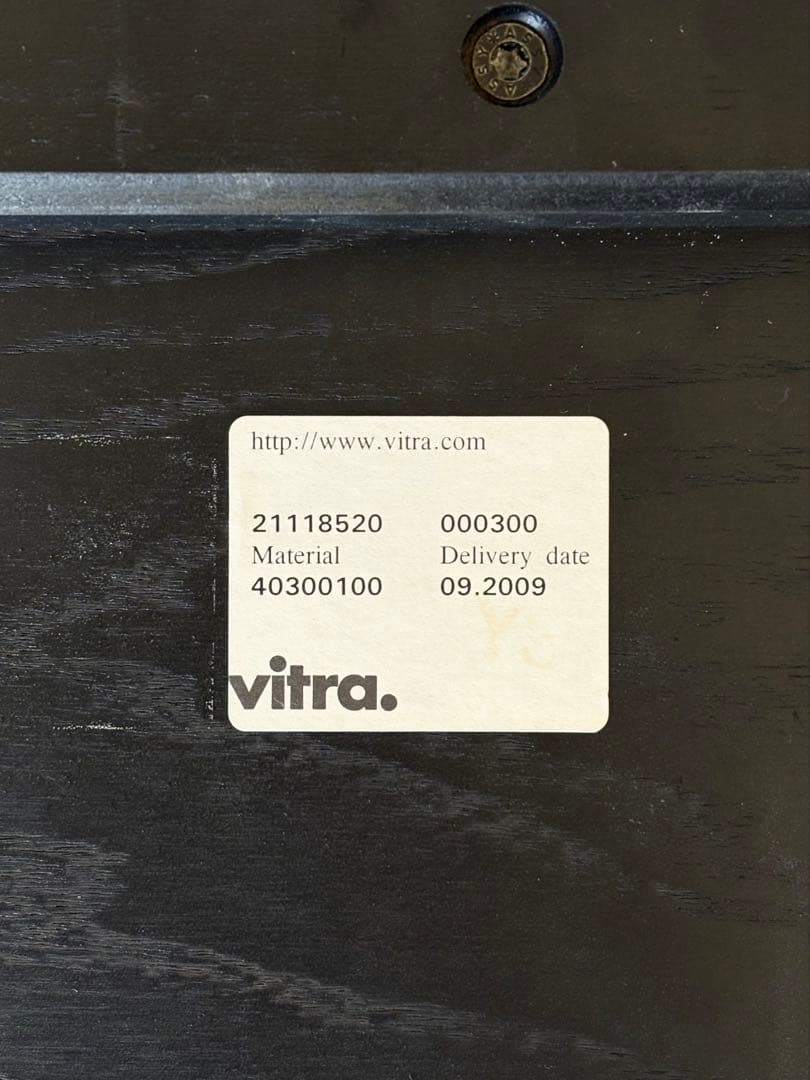 http://www.vitra.com
21118520 000300
Material Delivery date
40300100 09.2009
vitra.